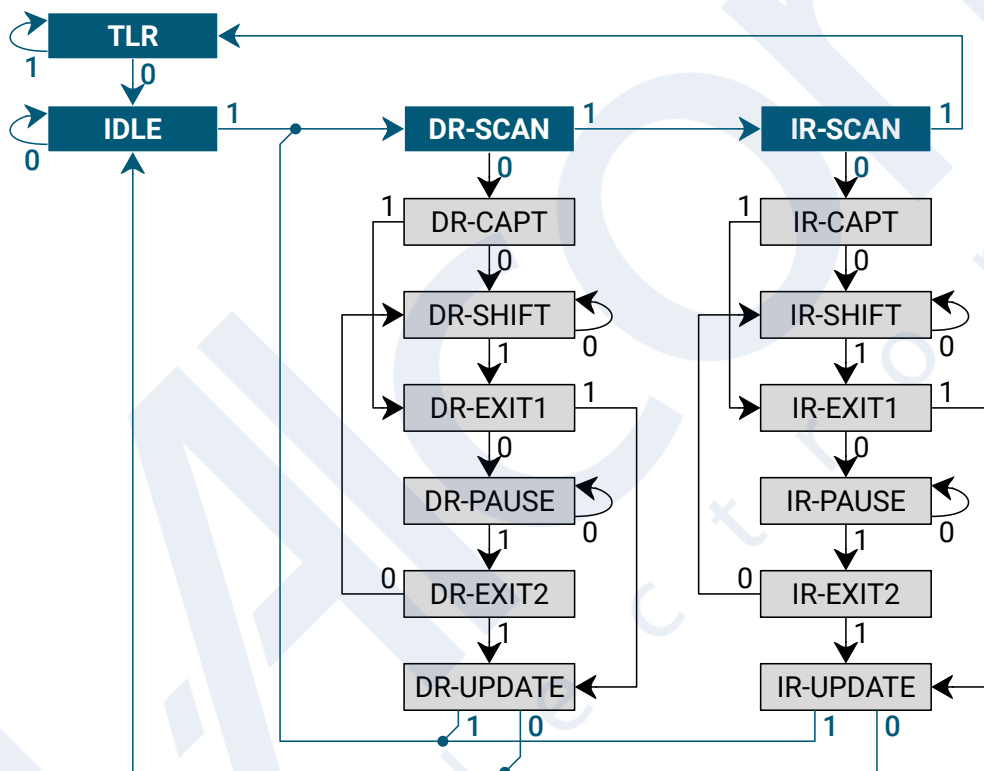 TLR
1
0
IDLE
1
0
DR-SCAN
1
IR-SCAN
1
0
0
1
DR-CAPT
1
IR-CAPT
0
0
DR-SHIFT
0
IR-SHIFT
0
1
1
DR-EXIT1
1
IR-EXIT1
1
0
0
DR-PAUSE
0
IR-PAUSE
0
1
1
0
DR-EXIT2
0
IR-EXIT2
1
1
DR-UPDATE
IR-UPDATE
1
0
1
0